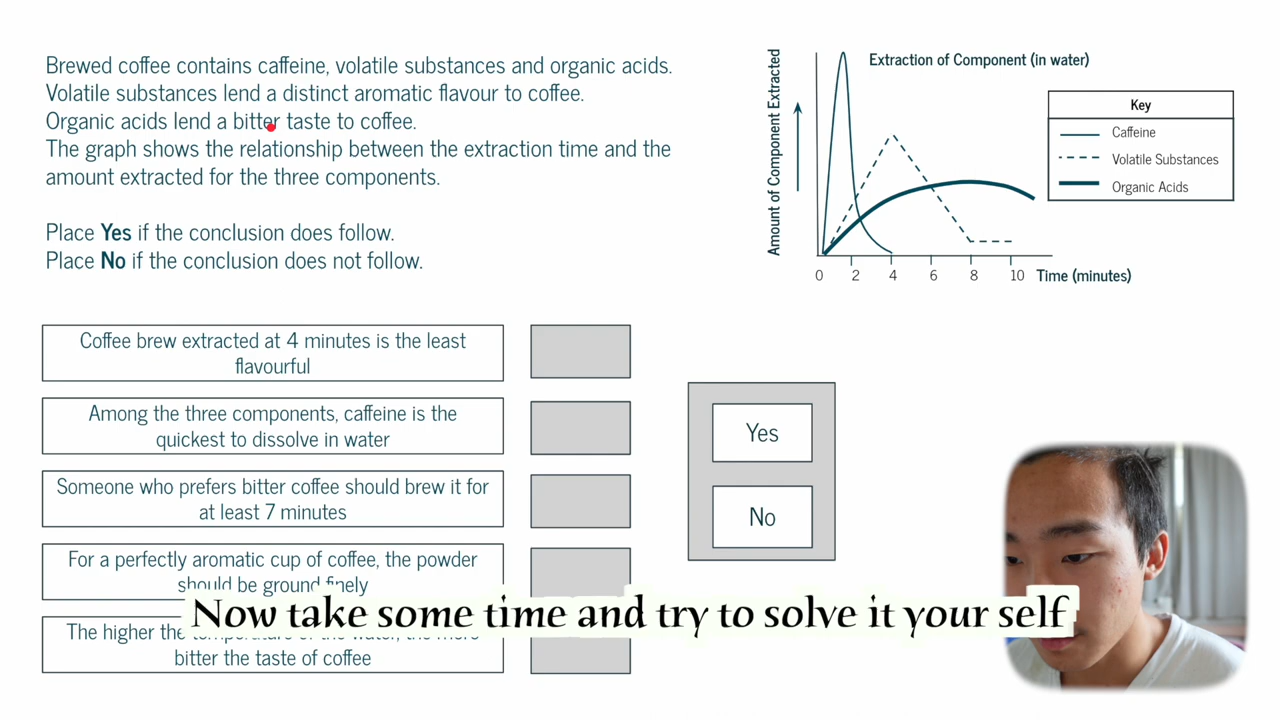 Brewed coffee contains caffeine, volatile substances and organic acids.
Volatile substances lend a distinct aromatic flavour to coffee.
Organic acids lend a bitter taste to coffee.
The graph shows the relationship between the extraction time and the
amount extracted for the three components.
Place Yes if the conclusion does follow.
Place No if the conclusion does not follow.
Extraction of Component (in water)
Amount of Component Extracted
Key
Caffeine
Volatile Substances
Organic Acids
0 2 4 6 8 10 Time (minutes)
Coffee brew extracted at 4 minutes is the least
flavourful
Among the three components, caffeine is the
quickest to dissolve in water
Someone who prefers bitter coffee should brew it for
at least 7 minutes
Yes
No
For a perfectly aromatic cup of coffee, the powder
should be ground finely
Now take some time and try to solve it your self
The higher the
bitter the taste of coffee